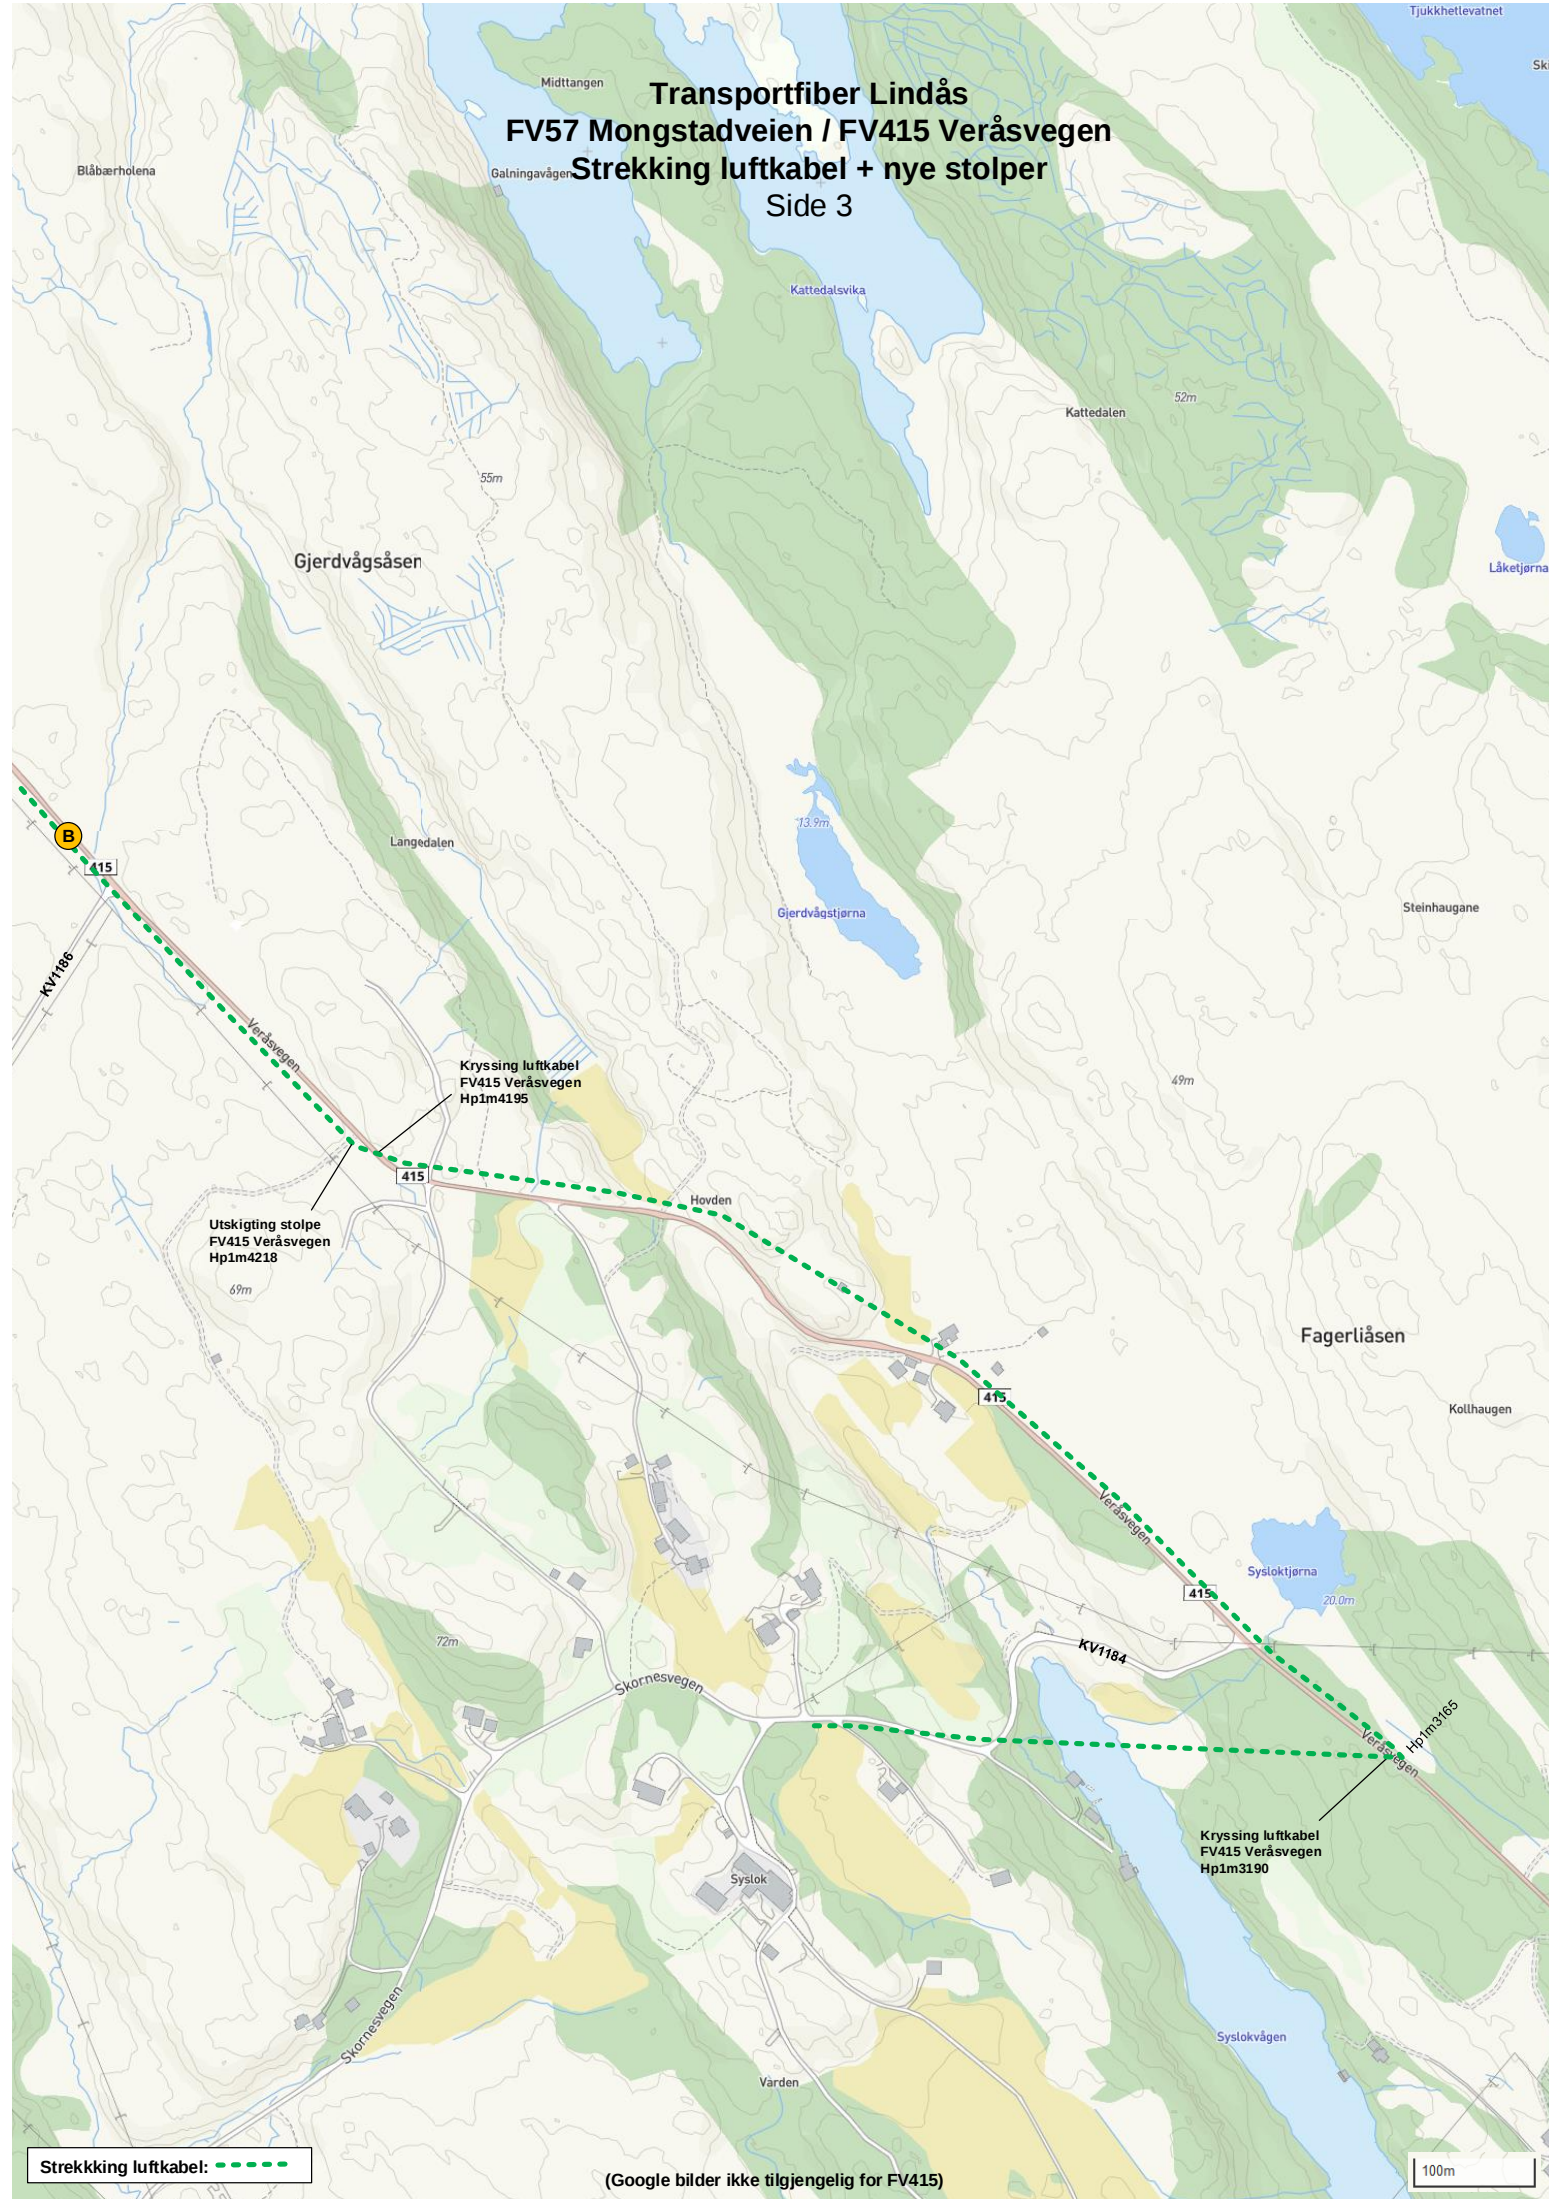 Tjukkhetlevatnet
Ski
Midttangen
Transportfiber Lindås
FV57 Mongstadveien / FV415 Veråsvegen
Strekking luftkabel + nye stolper
Side 3
Blåbærholena
Galningavågen
Kattedalsvika
52m
Kattedalen
55m
Gjerdvågsåsen
Låketjørna
13.9m
B
415
Langedalen
Gjerdvågstjørna
Steinhaugane
KV1186
Veråsvegen
Kryssing luftkabel
FV415 Veråsvegen
Hp1m4195
49m
415
Hovden
Utskigting stolpe
FV415 Veråsvegen
Hp1m4218
69m
Fagerliåsen
415
Kollhaugen
Veråsvegen
Sysloktjørna
415
20.0m
72m
KV1184
Skornesvegen
Hp1m3165
Veråsvegen
Kryssing luftkabel
FV415 Veråsvegen
Hp1m3190
Syslok
Skornesvegen
Syslokvågen
Varden
Strekkking luftkabel:
(Google bilder ikke tilgjengelig for FV415)
100m